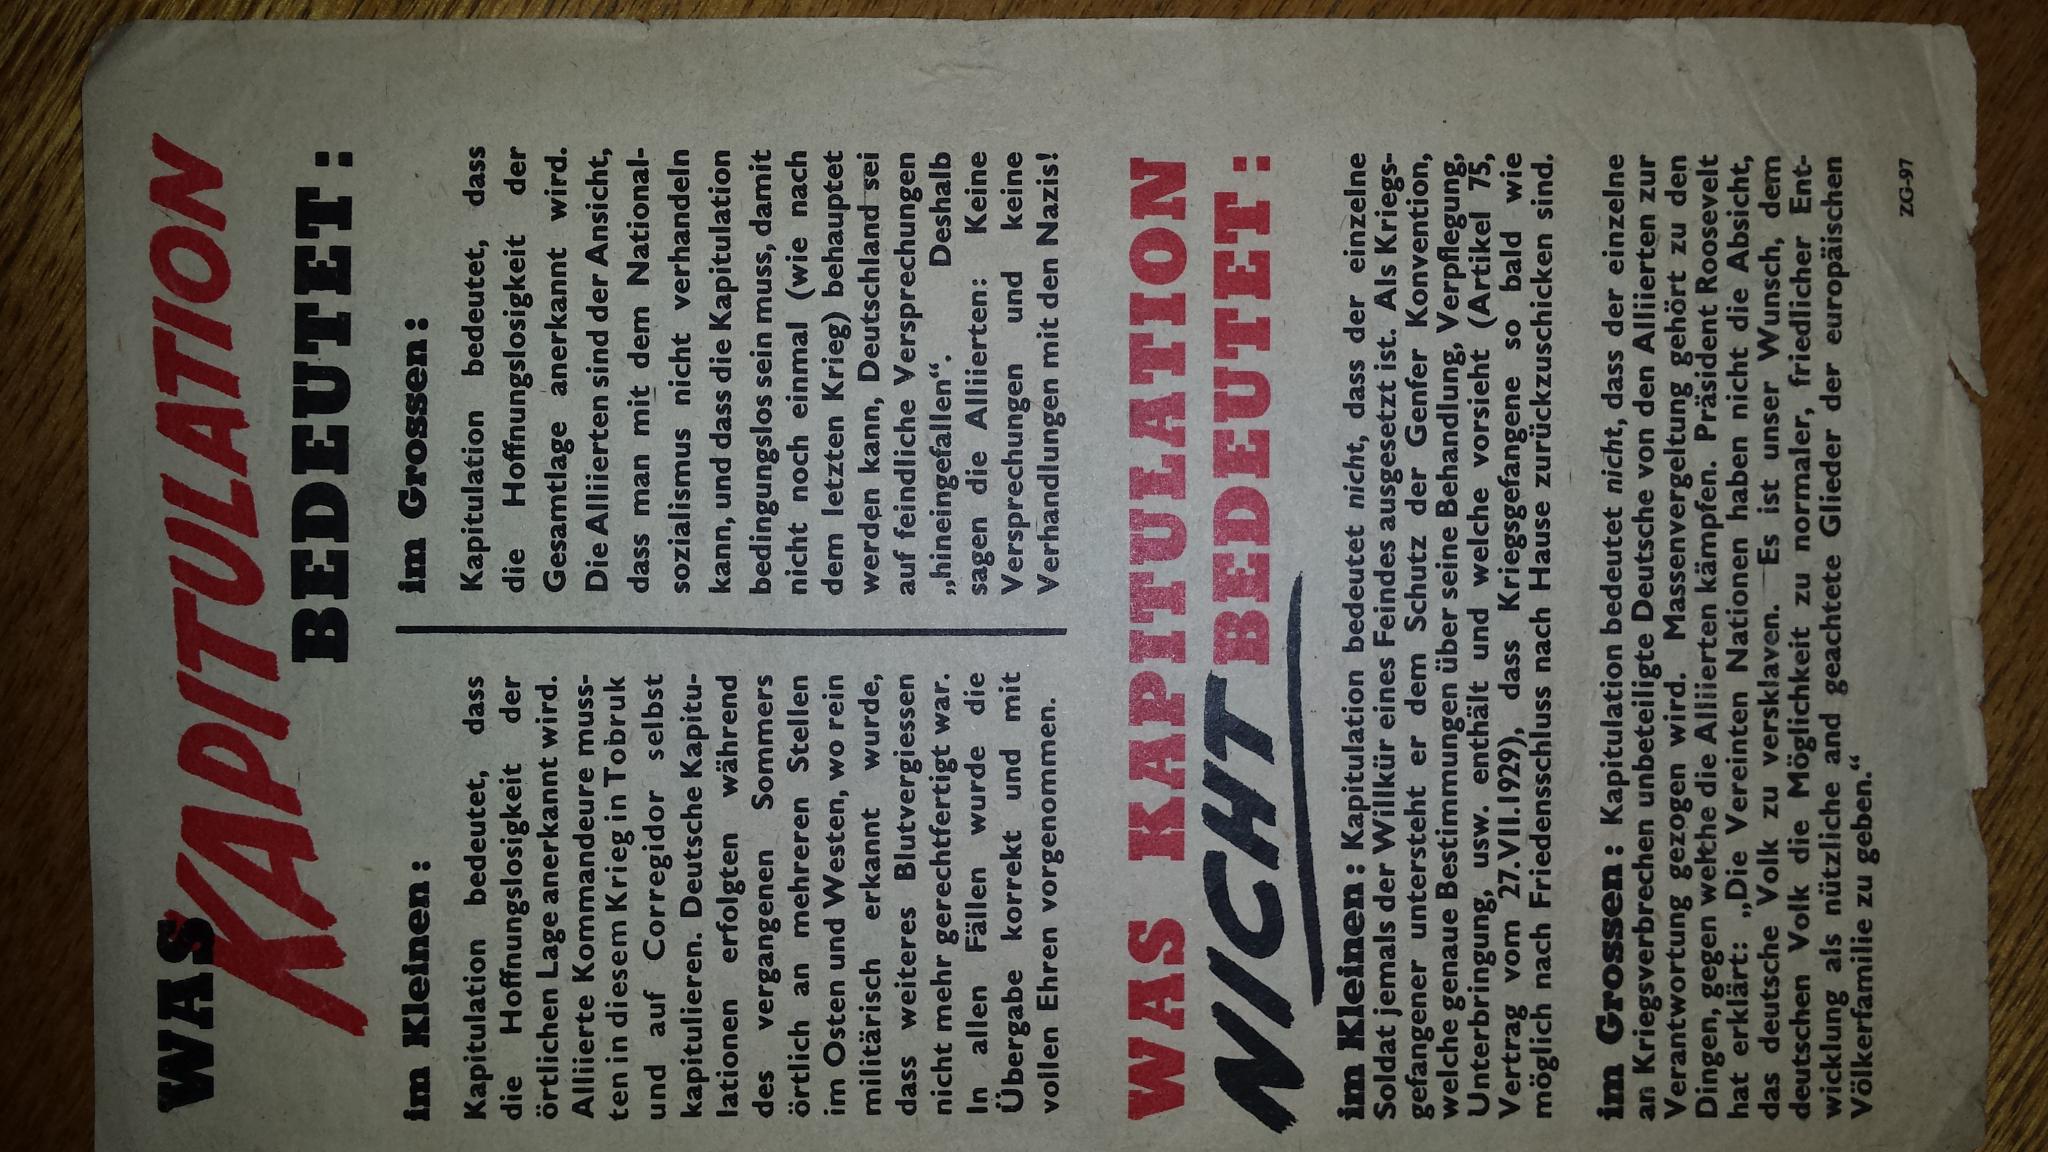 WAS
KAPITULATION
BEDEUTET:
im Kleinen:
Kapitulation bedeutet, dass
die Hoffnungslosigkeit der
örtlichen Lage anerkannt wird.
Alliierte Kommandeure muss-
ten in diesem Krieg in Tobruk
und auf Corregidor selbst
kapitulieren. Deutsche Kapitu-
lationen erfolgten während
des vergangenen Sommers
örtlich an mehreren Stellen
im Osten und Westen, wo rein
militärisch erkannt wurde,
dass weiteres Blutvergiessen
nicht mehr gerechtfertigt war.
In allen Fällen wurde die
Übergabe korrekt und mit
vollen Ehren vorgenommen.
im Grossen:
Kapitulation bedeutet, dass
die Hoffnungslosigkeit der
Gesamtlage anerkannt wird.
Die Alliierten sind der Ansicht,
dass man mit dem National-
sozialismus nicht verhandeln
kann, und dass die Kapitulation
bedingungslos sein muss, damit
nicht noch einmal (wie nach
dem letzten Krieg) behauptet
werden kann, Deutschland sei
auf feindliche Versprechungen
„hineingefallen“. Deshalb
sagen die Alliierten: Keine
Versprechungen und keine
Verhandlungen mit den Nazis!
WAS KAPITULATION
NICHT BEDEUTET:
im Kleinen: Kapitulation bedeutet nicht, dass der einzelne
Soldat jemals der Willkür eines Feindes ausgesetzt ist. Als Kriegs-
gefangener untersteht er dem Schutz der Genfer Konvention,
welche genaue Bestimmungen über seine Behandlung, Verpflegung,
Unterbringung, usw. enthält und welche vorsieht (Artikel 75,
Vertrag vom 27.VII.1929), dass Kriegsgefangene so bald wie
möglich nach Friedensschluss nach Hause zurückzuschicken sind.
im Grossen: Kapitulation bedeutet nicht, dass der einzelne
an Kriegsverbrechen unbeteiligte Deutsche von den Alliierten zur
Verantwortung gezogen wird. Massenvergeltung gehört zu den
Dingen, gegen welthe die Alliierten kämpfen. Präsident Roosevelt
hat erklärt: „Die Vereinten Nationen haben nicht die Absicht,
das deutsche Volk zu versklaven. Es ist unser Wunsch, dem
deutschen Volk die Möglichkeit zu normaler, friedlicher Ent-
wicklung als nützliche and geachtete Glieder der europäischen
Völkerfamilie zu geben.“
ZG-97